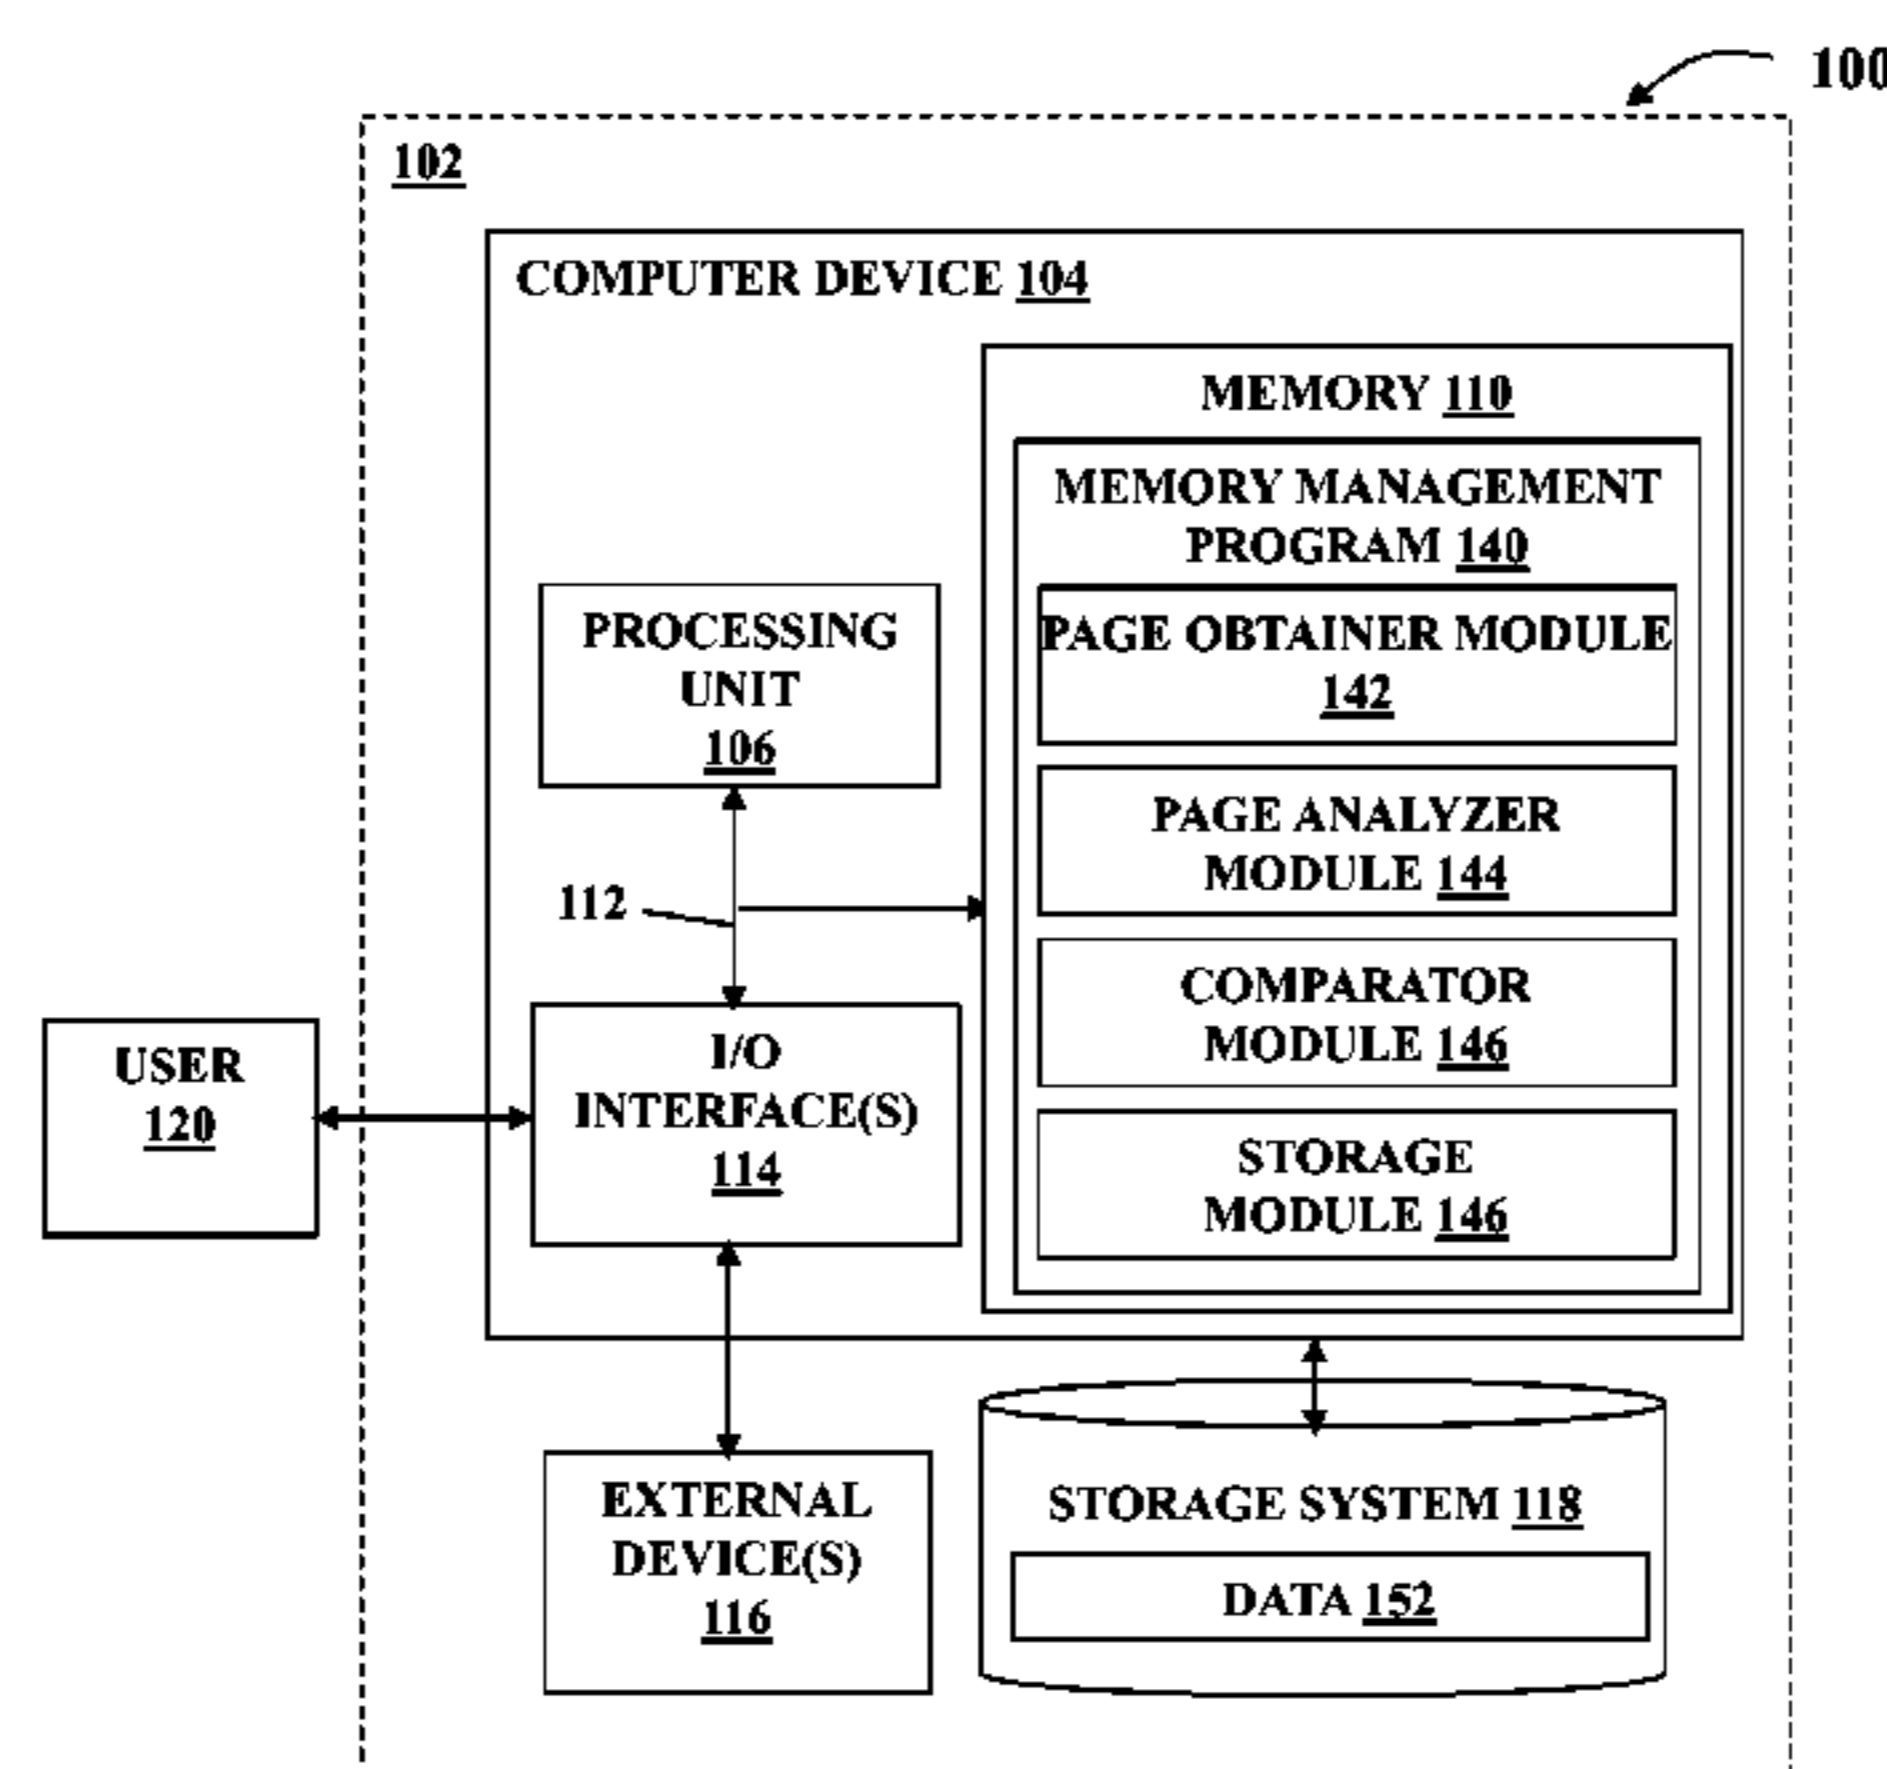 100
102
COMPUTER DEVICE 104
MEMORY 110
MEMORY MANAGEMENT
PROGRAM 140
PAGE OBTAINER MODULE
142
PAGE ANALYZER
MODULE 144
COMPARATOR
MODULE 146
STORAGE
MODULE 146
PROCESSING
UNIT
106
112
I/O
INTERFACE(S)
114
USER
120
EXTERNAL
DEVICE(S)
116
STORAGE SYSTEM 118
DATA 152